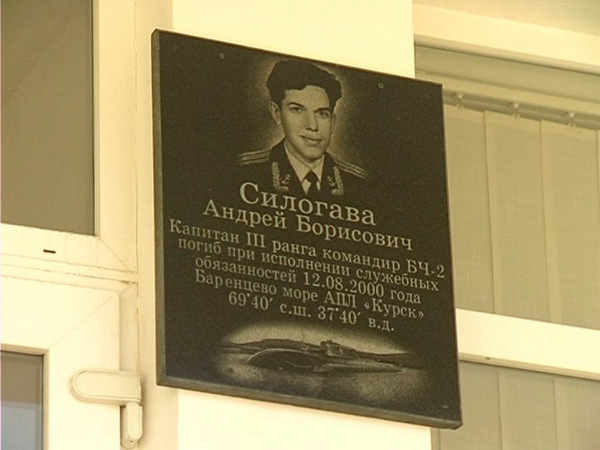 Силогава
Андрей Борисович
Капитан III ранга командир БЧ-2
погиб при исполнении служебных
обязанностей 12.08.2000 года
Баренцево море АПЛ «Курск»
69°40′ с.ш. 37°40′ в.д.